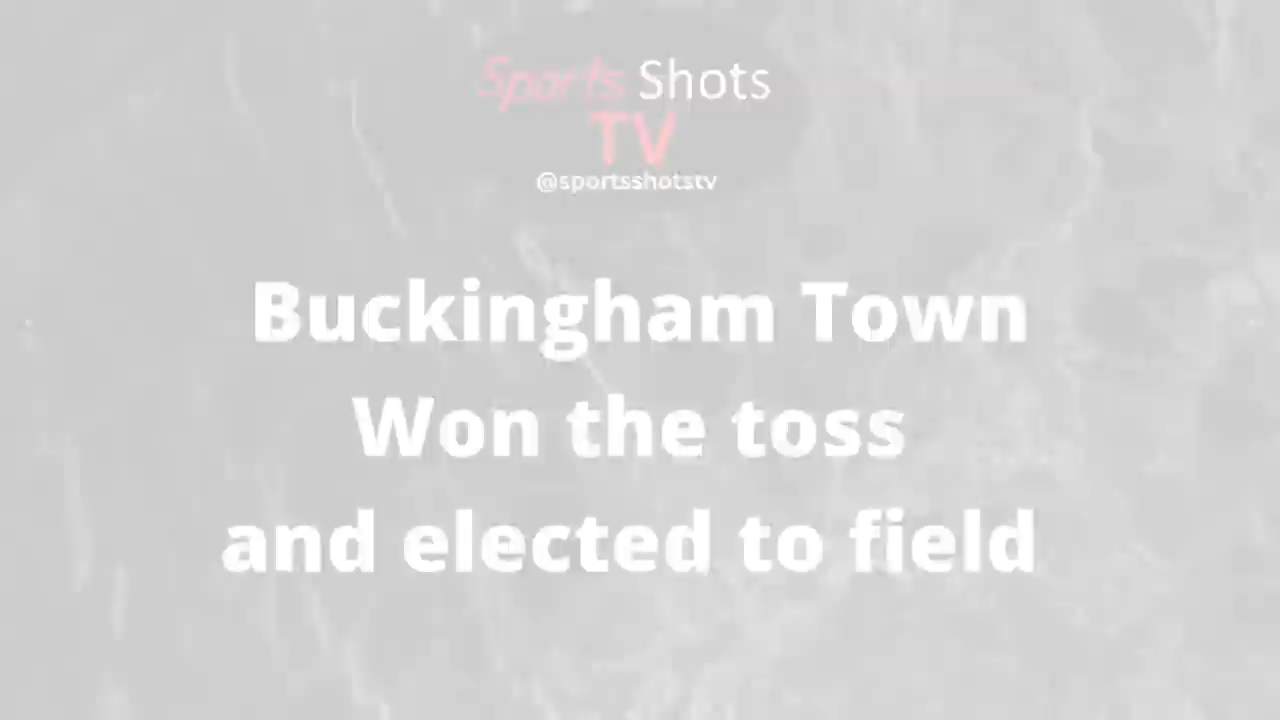 Sports Shots
TV
@sportsshotstv
Buckingham Town
Won the toss
and elected to field